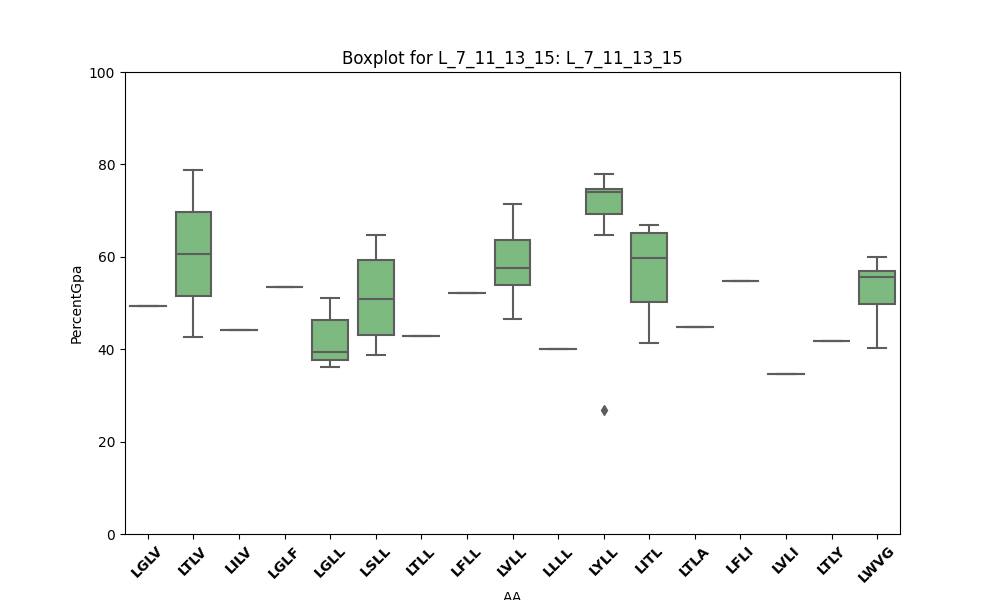 Boxplot for L_7_11_13_15: L_7_11_13_15
PercentGpa
100
80
60
40
20
0
LGLV
LTLV
LILV
LGLF
LGLL
LSLL
LTLL
LFLL
LVLL
LLLL
LYLL
LITL
LTLA
LFLI
LVLI
LTLY
LWVG
AA